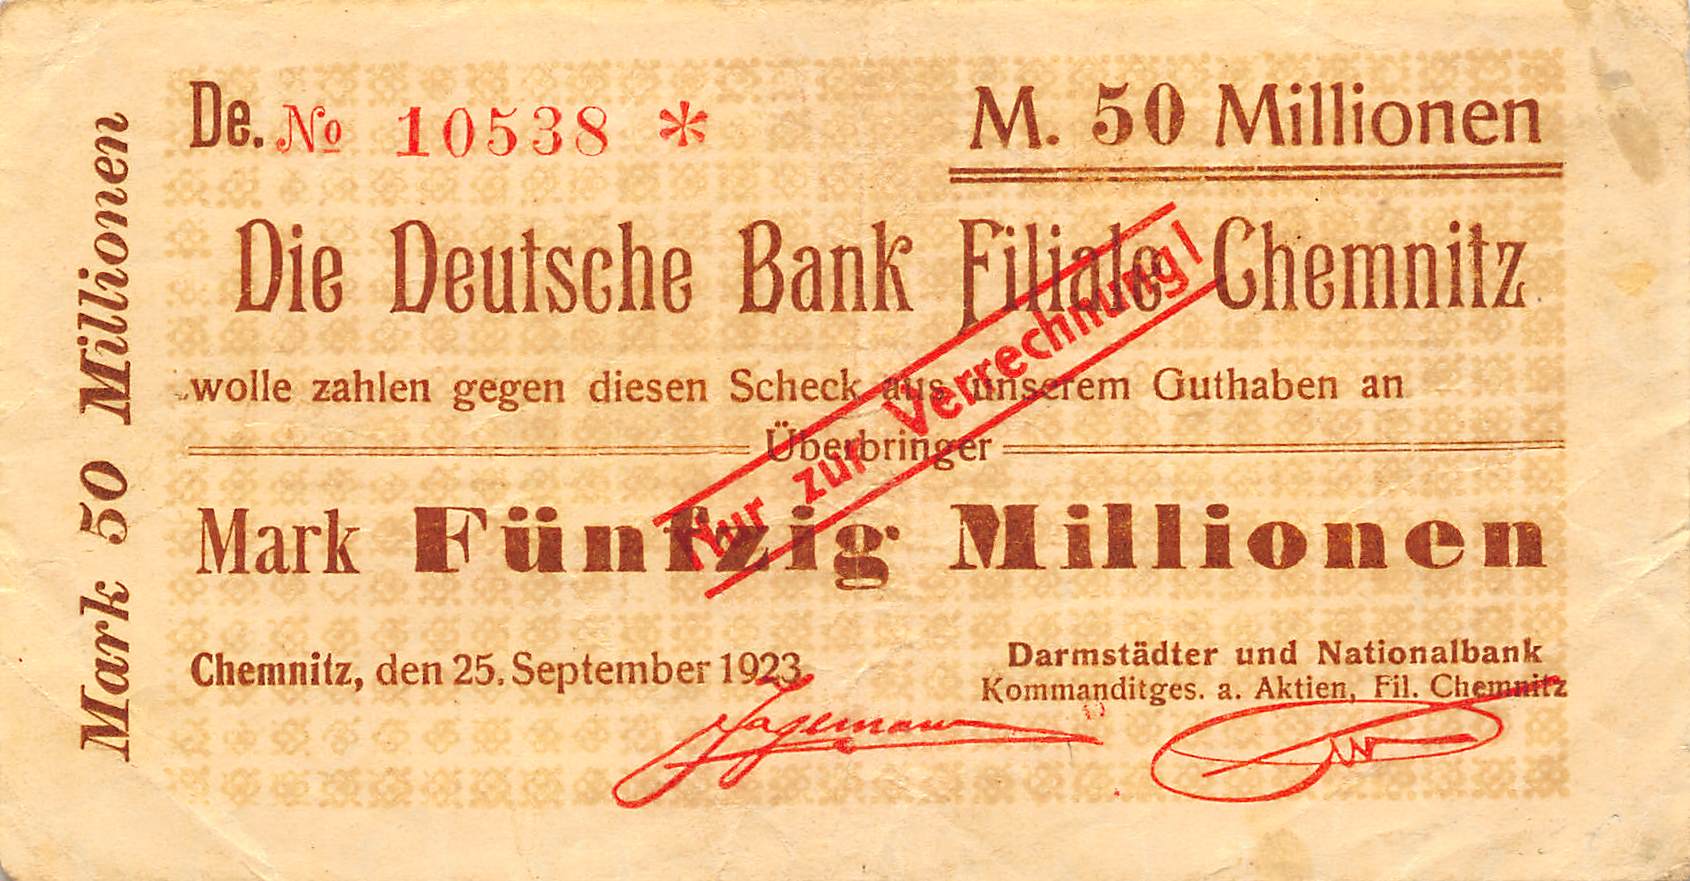 Mark 50 Millionen
De. No 10538 *
M. 50 Millionen
Die Deutsche Bank Filiale Chemnitz
wolle zahlen gegen diesen Scheck aus unserem Guthaben an
Überbringer
Nur zur Verrechnung!
Mark Fünfzig Millionen
Chemnitz, den 25. September 1923
Darmstädter und Nationalbank
Kommanditges. a. Aktien, Fil. Chemnitz